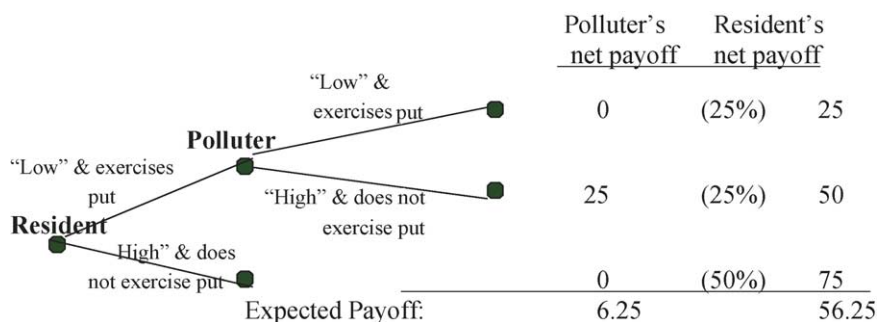 Polluter's Resident's
net payoff net payoff
"Low" &
exercises put
0 (25%) 25
Polluter
"Low" & exercises
put
"High" & does not
exercise put
25 (25%) 50
Resident
High" & does
not exercise put
0 (50%) 75
Expected Payoff: 6.25 56.25